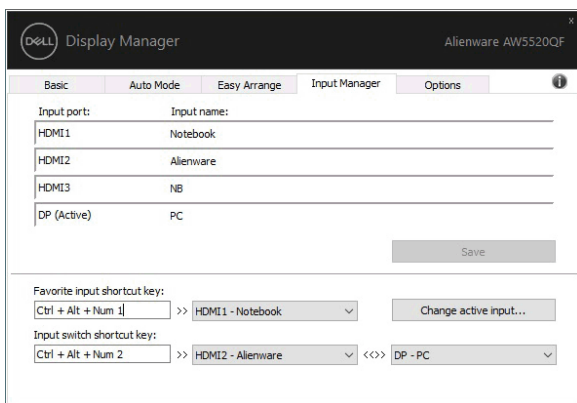 x
DELL Display Manager Alienware AW5520QF
Basic Auto Mode Easy Arrange Input Manager Options i
Input port: Input name:
HDMI1 Notebook
HDMI2 Alienware
HDMI3 NB
DP (Active) PC
Save
Favorite input shortcut key:
Ctrl + Alt + Num 1 >> HDMI1 - Notebook Change active input...
Input switch shortcut key:
Ctrl + Alt + Num 2 >> HDMI2 - Alienware <<>> DP - PC